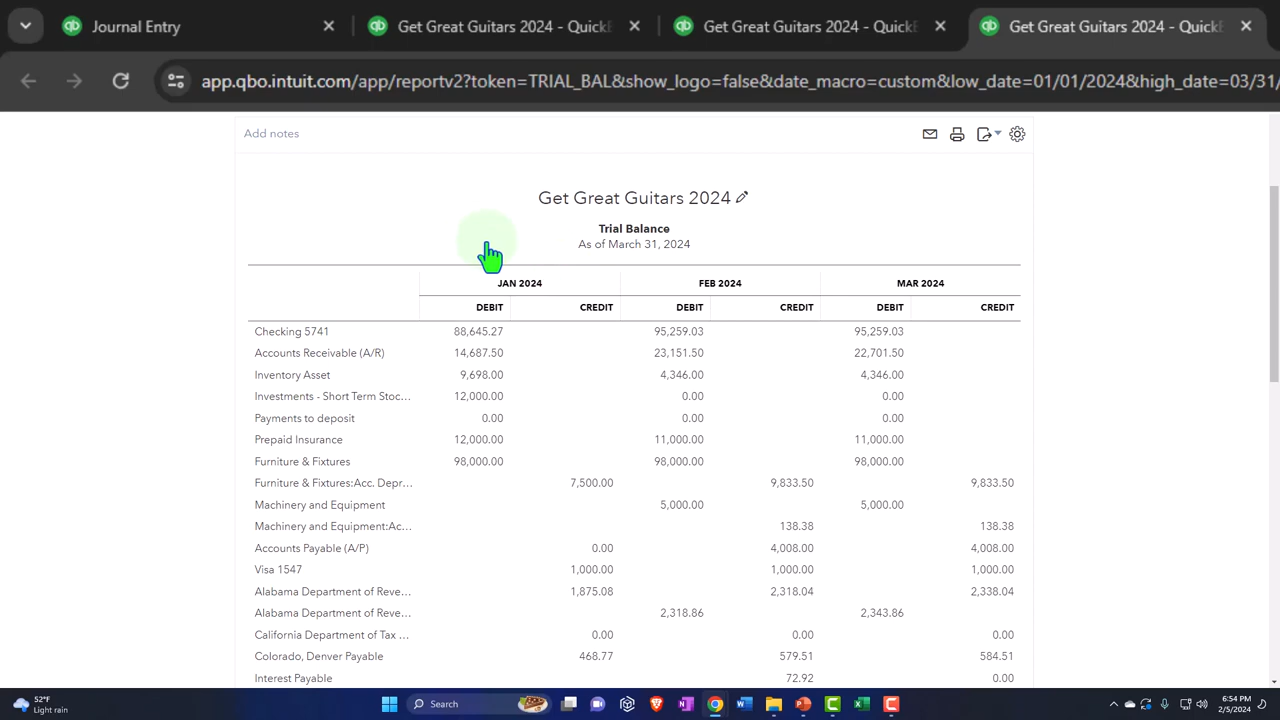 Journal Entry
Get Great Guitars 2024 - Quick
Get Great Guitars 2024 - Quick
Get Great Guitars 2024 - Quick
app.qbo.intuit.com/app/reportv2?token=TRIAL_BAL&show_logo=false&date_macro=custom&low_date=01/01/2024&high_date=03/31/
Add notes
Get Great Guitars 2024
Trial Balance
As of March 31, 2024
JAN 2024 FEB 2024 MAR 2024
DEBIT CREDIT DEBIT CREDIT DEBIT CREDIT
Checking 5741 88,645.27 95,259.03 95,259.03
Accounts Receivable (A/R) 14,687.50 23,151.50 22,701.50
Inventory Asset 9,698.00 4,346.00 4,346.00
Investments - Short Term Stoc... 12,000.00 0.00 0.00
Payments to deposit 0.00 0.00 0.00
Prepaid Insurance 12,000.00 11,000.00 11,000.00
Furniture & Fixtures 98,000.00 98,000.00 98,000.00
Furniture & Fixtures:Acc. Depr... 7,500.00 9,833.50 9,833.50
Machinery and Equipment 5,000.00 5,000.00
Machinery and Equipment:Ac... 138.38 138.38
Accounts Payable (A/P) 0.00 4,008.00 4,008.00
Visa 1547 1,000.00 1,000.00 1,000.00
Alabama Department of Reve... 1,875.08 2,318.04 2,338.04
Alabama Department of Reve... 2,318.86 2,343.86
California Department of Tax ... 0.00 0.00 0.00
Colorado, Denver Payable 468.77 579.51 584.51
Interest Payable 72.92 0.00
52°F
Light rain
Search
6:54 PM
2/5/2024